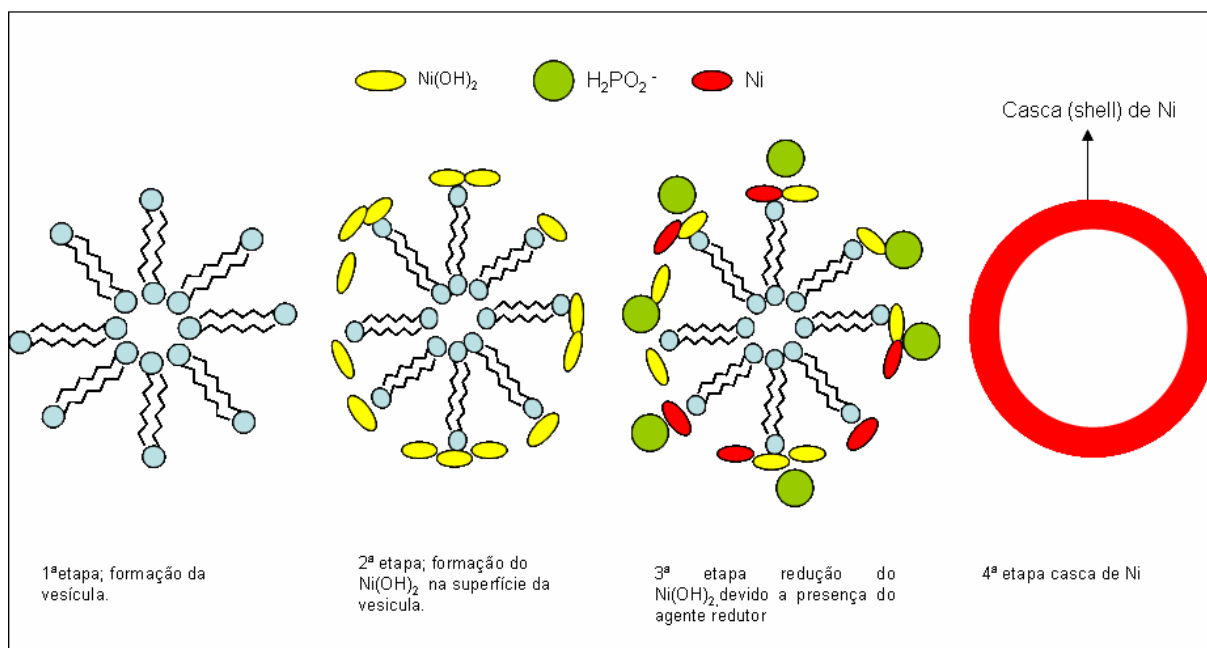 Ni(OH)2
H2PO2 -
Ni
Casca (shell) de Ni
1ªetapa; formação da
vesícula.
2ª etapa; formação do
Ni(OH)2 na superfície da
vesicula.
3ª etapa redução do
Ni(OH)2, devido a presença do
agente redutor
4ª etapa casca de Ni